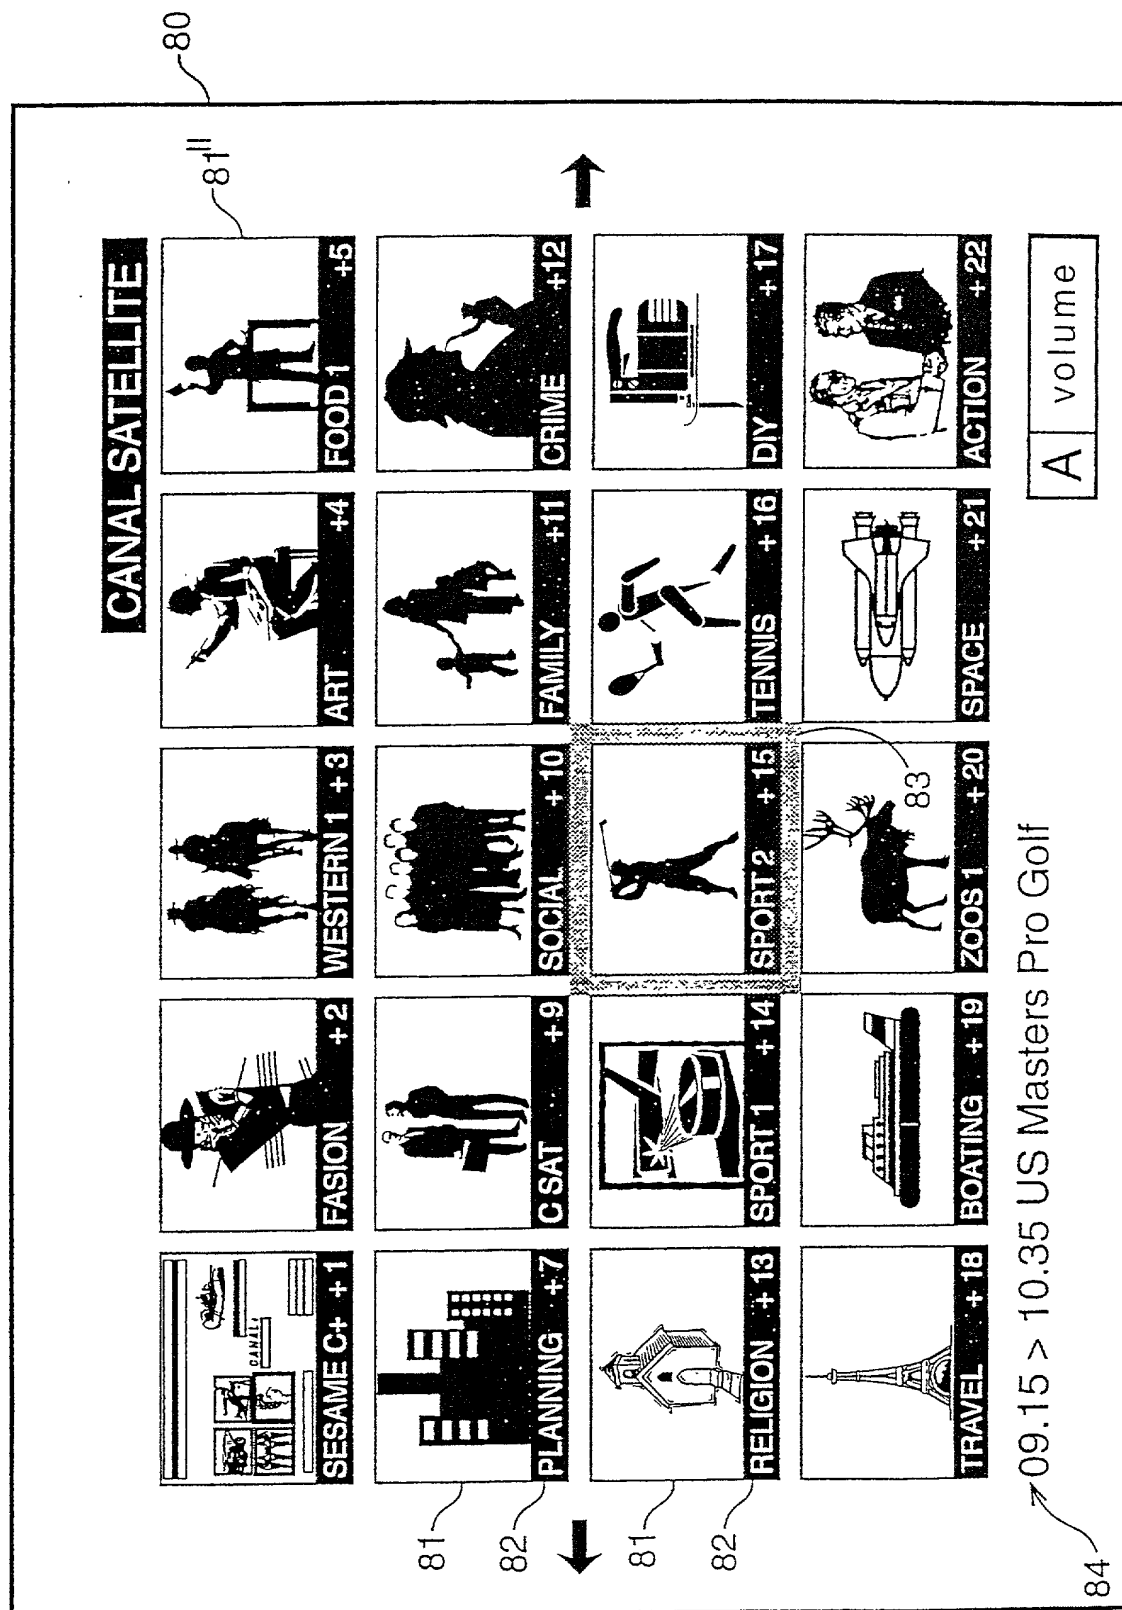 80
CANAL SATELLITE
81''
SESAME C+ + 1
FASION + 2
WESTERN 1 + 3
ART +4
FOOD 1 +5
PLANNING +7
C SAT +9
SOCIAL + 10
FAMILY +11
CRIME +12
81
82
RELIGION + 13
SPORT 1 + 14
SPORT 2 + 15
TENNIS + 16
DIY + 17
81
82
TRAVEL + 18
BOATING + 19
ZOOS 1 + 20
SPACE + 21
ACTION + 22
83
09.15 > 10.35 US Masters Pro Golf
A volume
84
CANAL+